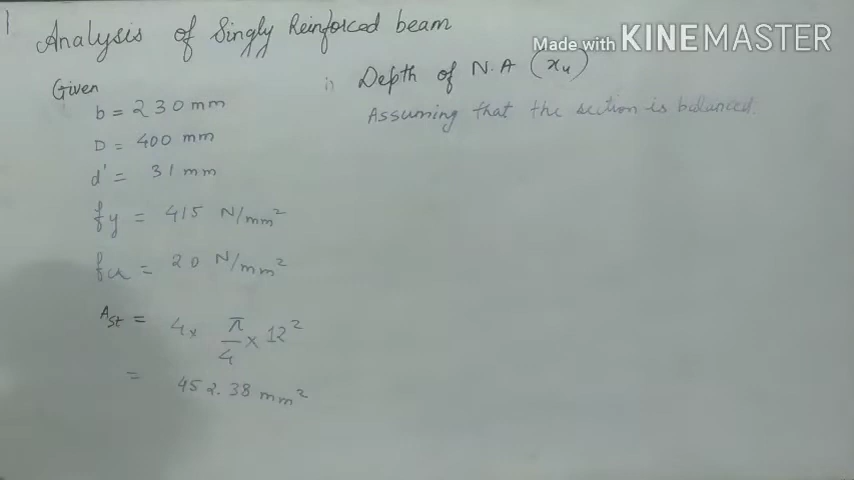 Analysis of Singly Reinforced beam
Made with KINEMASTER
Given
b = 230 mm
D = 400 mm
d' = 31 mm
fy = 415 N/mm²
fck = 20 N/mm²
Ast = 4 × π/4 × 12²
= 452.38 mm²
i) Depth of N.A (xu)
Assuming that the section is balanced.